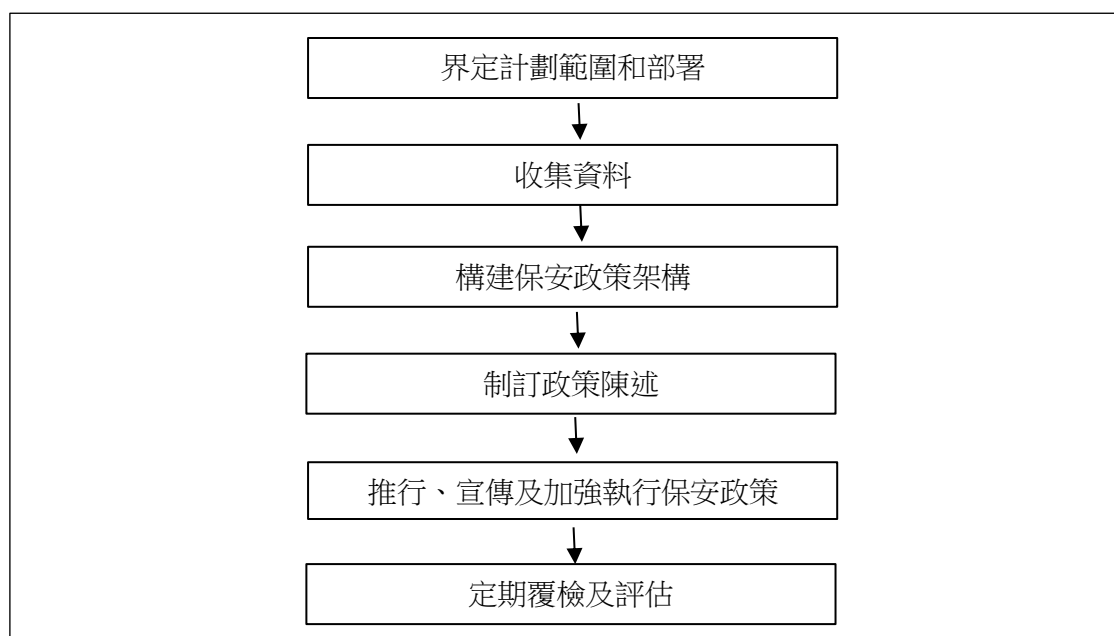 界定計劃範圍和部署
收集資料
構建保安政策架構
制訂政策陳述
推行、宣傳及加強執行保安政策
定期覆檢及評估